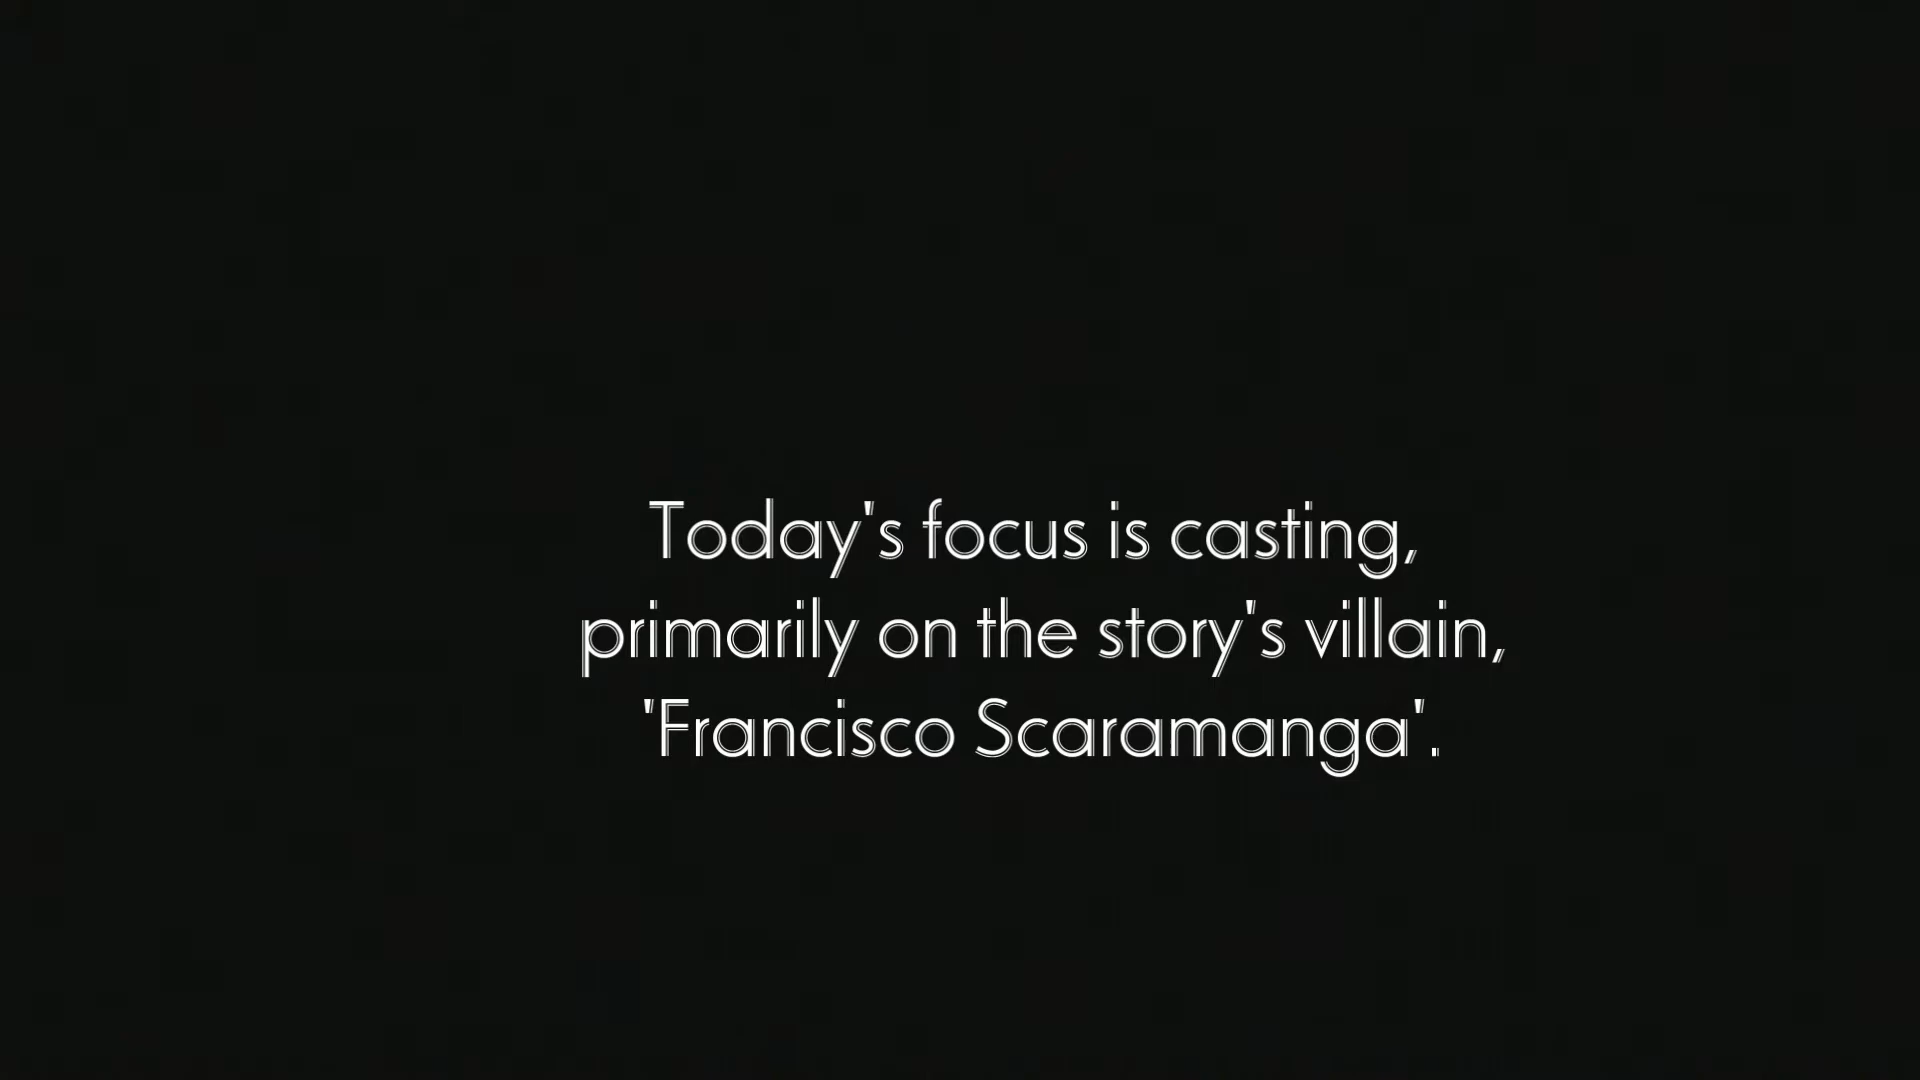 Today's focus is casting,
primarily on the story's villain,
'Francisco Scaramanga'.